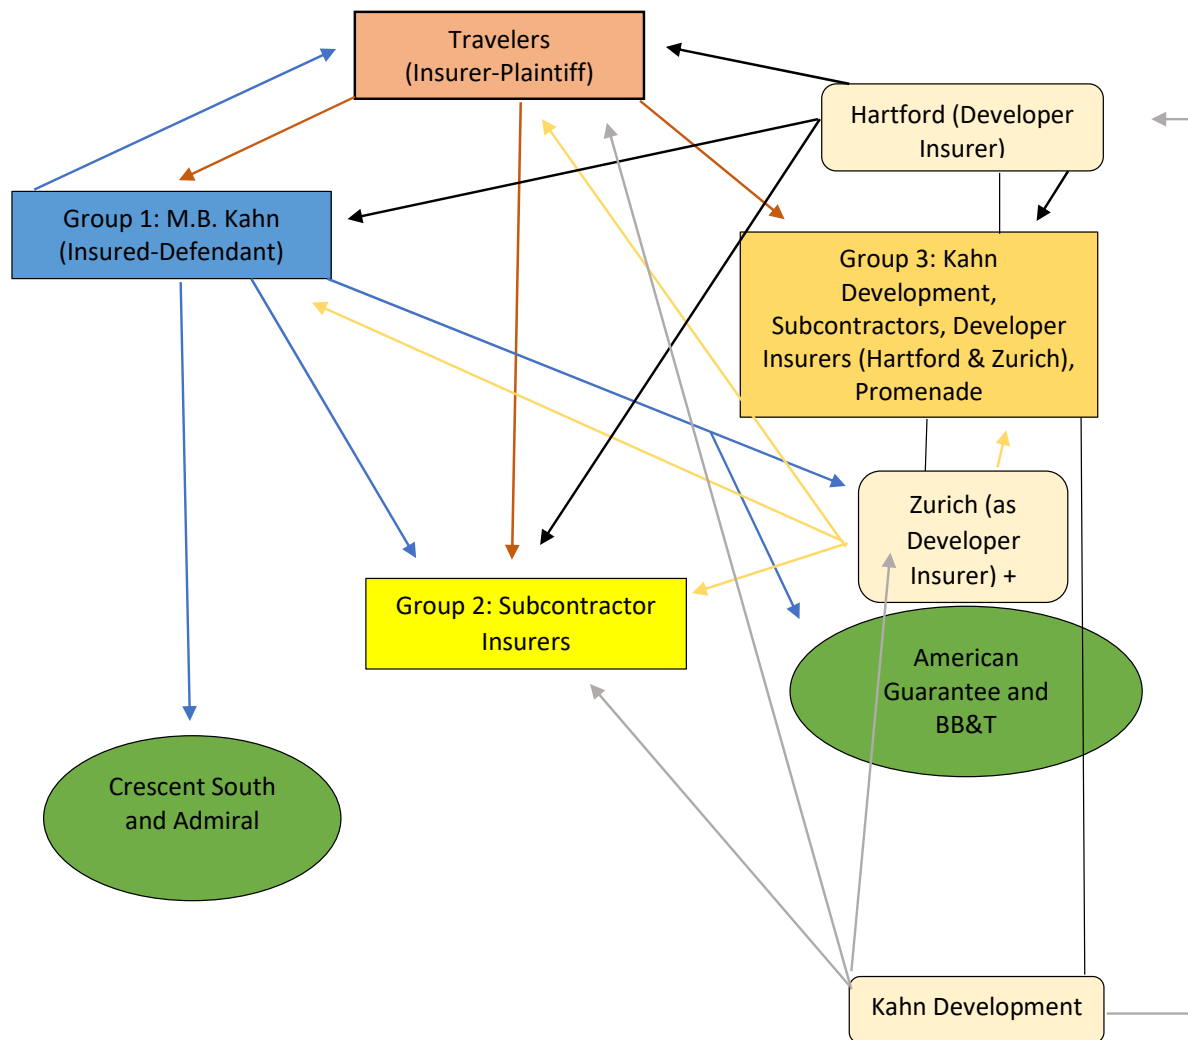 Travelers
(Insurer-Plaintiff)
Hartford (Developer
Insurer)
Group 1: M.B. Kahn
(Insured-Defendant)
Group 3: Kahn
Development,
Subcontractors, Developer
Insurers (Hartford & Zurich),
Promenade
Zurich (as
Developer
Insurer) +
Group 2: Subcontractor
Insurers
American
Guarantee and
BB&T
Crescent South
and Admiral
Kahn Development